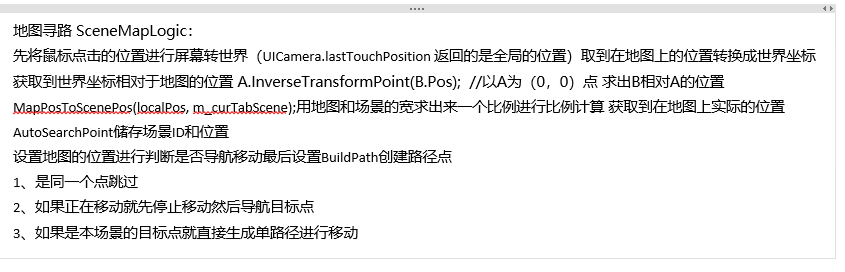 地图寻路 SceneMapLogic：
先将鼠标点击的位置进行屏幕转世界（UICamera.lastTouchPosition 返回的是全局的位置）取到在地图上的位置转换成世界坐标
获取到世界坐标相对于地图的位置 A.InverseTransformPoint(B.Pos);  //以A为（0，0）点 求出B相对A的位置
MapPosToScenePos(localPos, m_curTabScene);用地图和场景的宽求出来一个比例进行比例计算 获取到在地图上实际的位置
AutoSearchPoint储存场景ID和位置
设置地图的位置进行判断是否导航移动最后设置BuildPath创建路径点
1、是同一个点跳过
2、如果正在移动就先停止移动然后导航目标点
3、如果是本场景的目标点就直接生成单路径进行移动